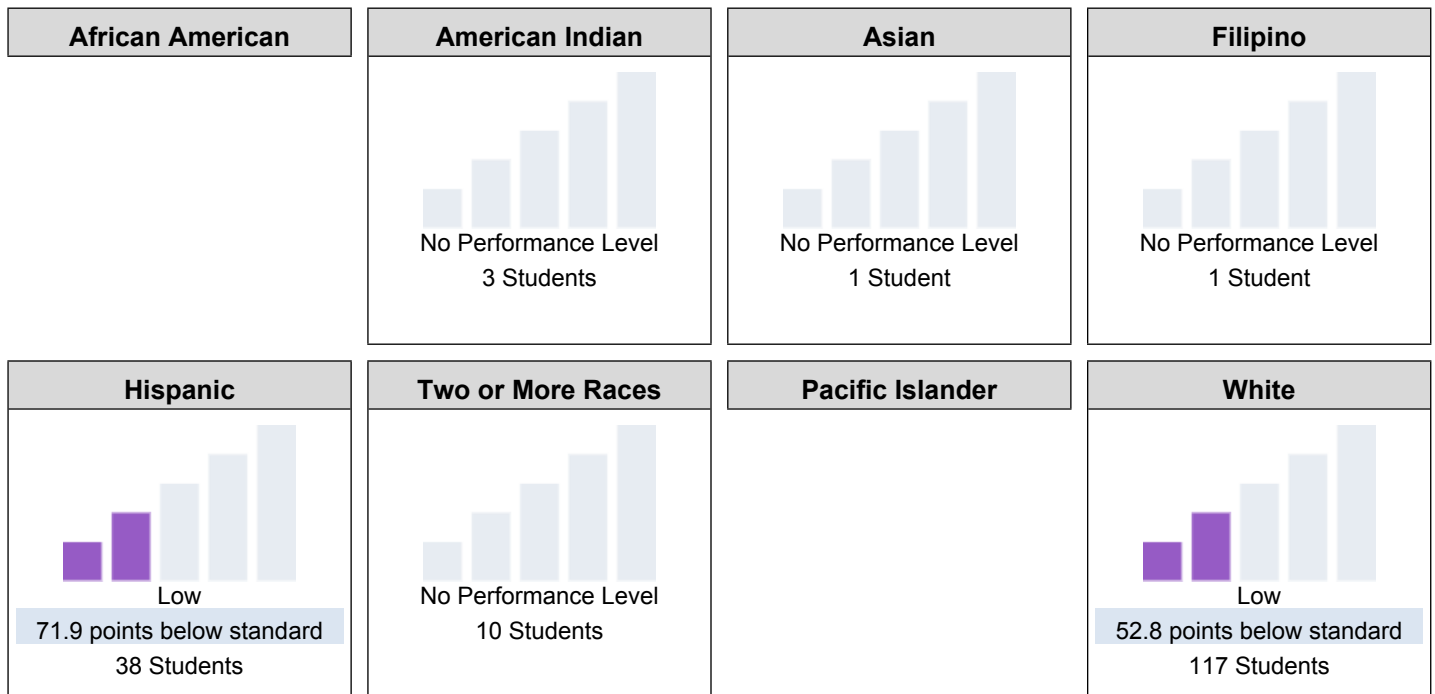 African American
American Indian
Asian
Filipino
No Performance Level
3 Students
No Performance Level
1 Student
No Performance Level
1 Student
Hispanic
Two or More Races
Pacific Islander
White
Low
71.9 points below standard
38 Students
No Performance Level
10 Students
Low
52.8 points below standard
117 Students